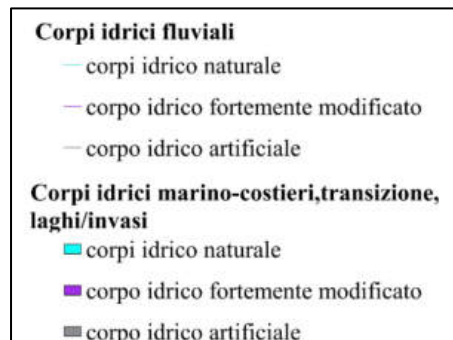 Corpi idrici fluviali
corpi idrico naturale
corpo idrico fortemente modificato
corpo idrico artificiale
Corpi idrici marino-costieri,transizione,
laghi/invasi
corpi idrico naturale
corpo idrico fortemente modificato
corpo idrico artificiale